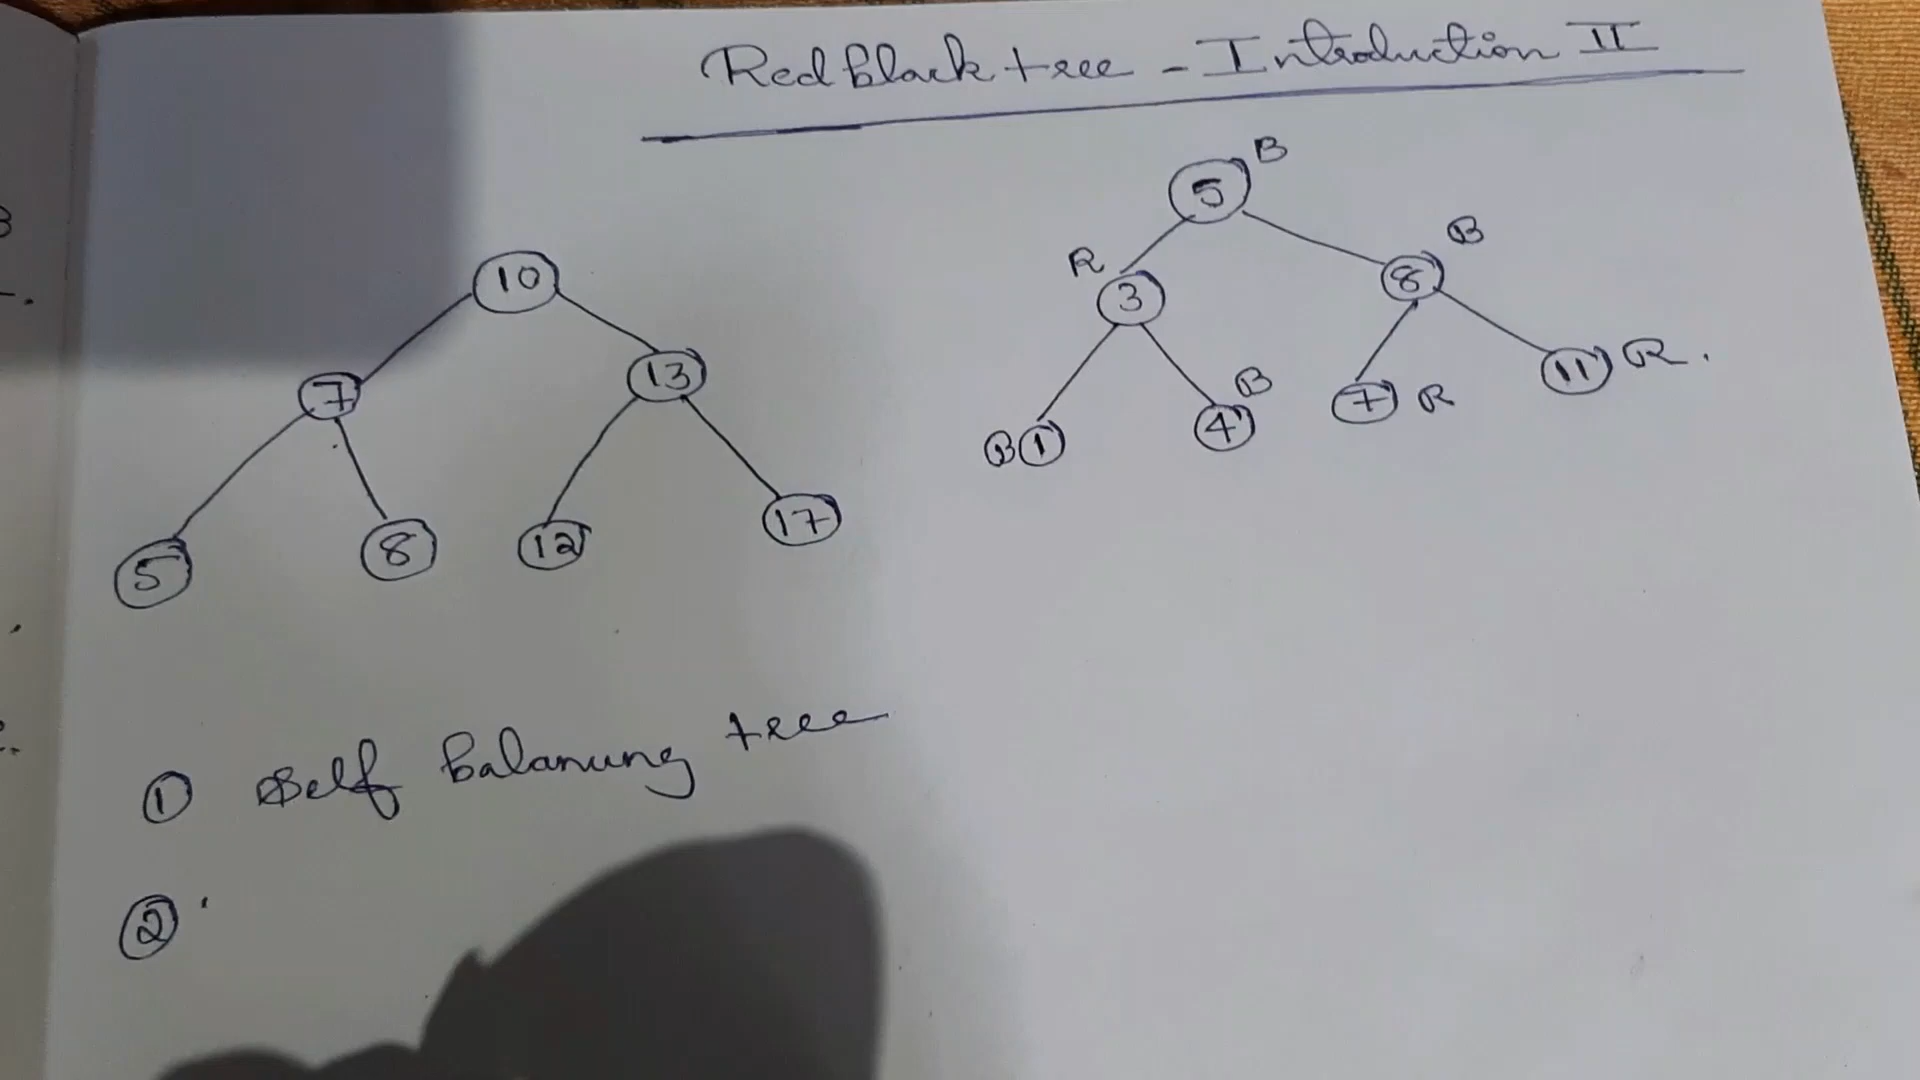 Red black tree - Introduction II
10
7
13
5
8
12
17
B
5
R
3
B
8
B 1
B
4
7 R
11 R.
① Self balancing tree
②